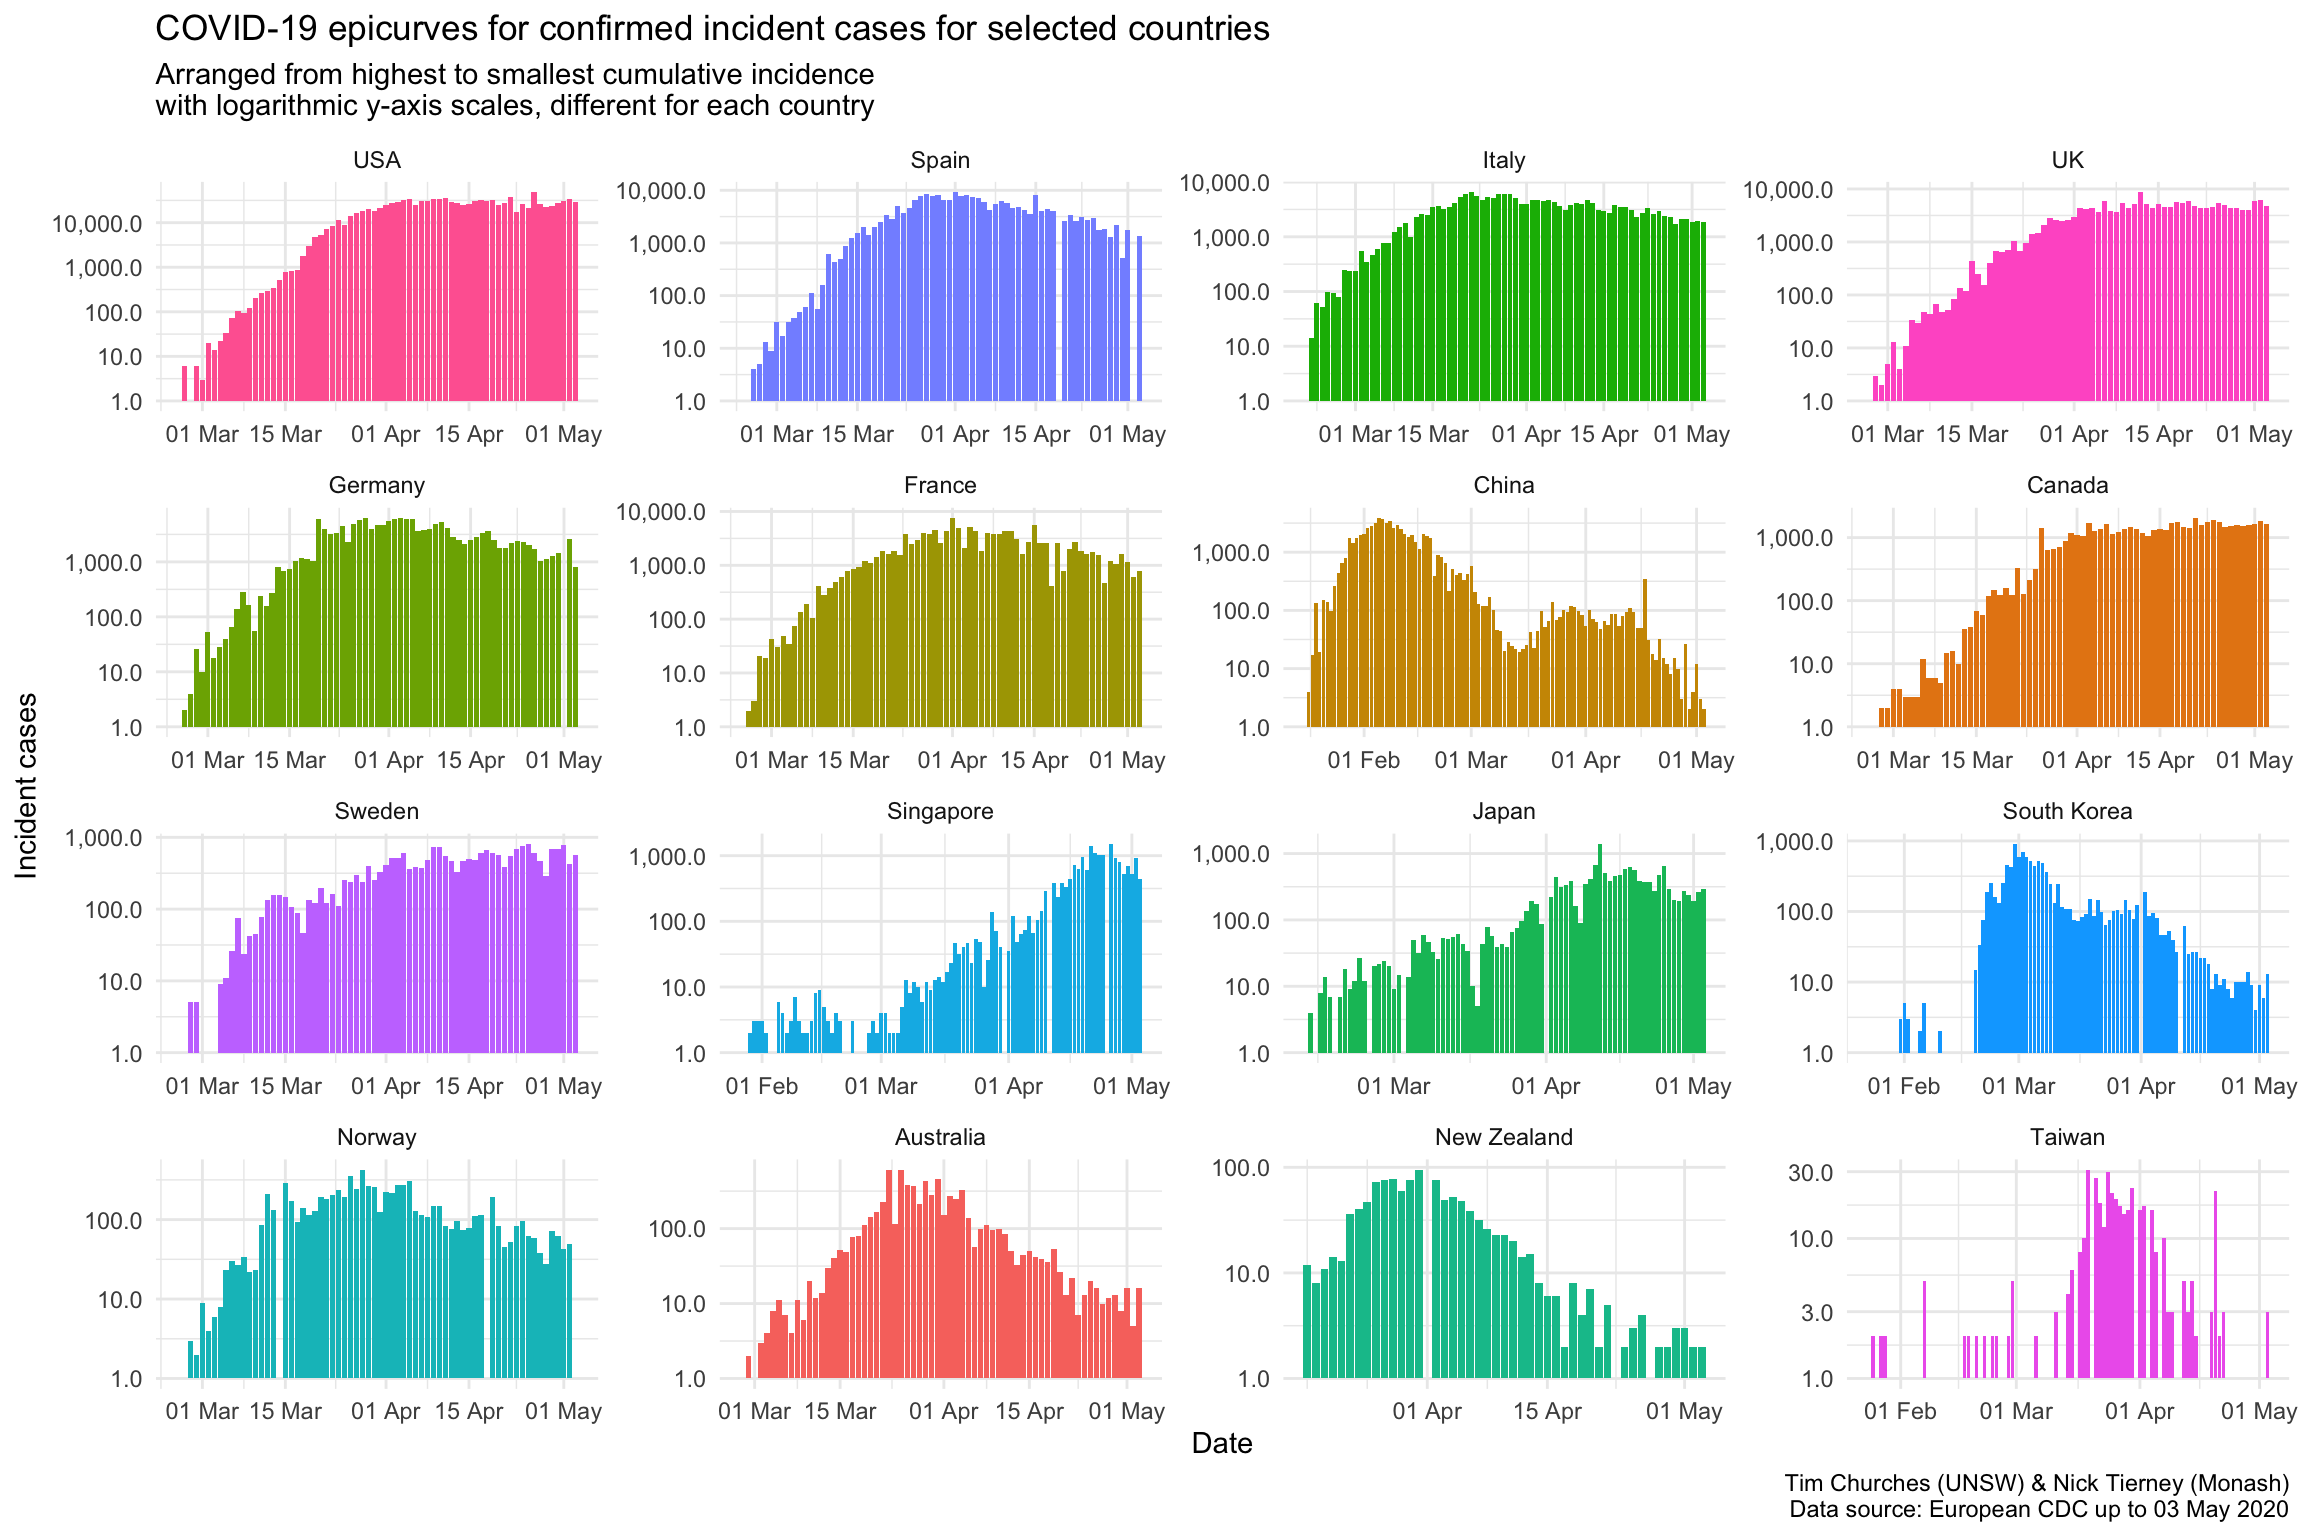 COVID-19 epicurves for confirmed incident cases for selected countries
Arranged from highest to smallest cumulative incidence
with logarithmic y-axis scales, different for each country
Incident cases
USA
10,000.0
1,000.0
100.0
10.0
1.0
01 Mar 15 Mar 01 Apr 15 Apr 01 May
Spain
10,000.0
1,000.0
100.0
10.0
1.0
01 Mar 15 Mar 01 Apr 15 Apr 01 May
Italy
10,000.0
1,000.0
100.0
10.0
1.0
01 Mar 15 Mar 01 Apr 15 Apr 01 May
UK
10,000.0
1,000.0
100.0
10.0
1.0
01 Mar 15 Mar 01 Apr 15 Apr 01 May
Germany
1,000.0
100.0
10.0
1.0
01 Mar 15 Mar 01 Apr 15 Apr 01 May
France
10,000.0
1,000.0
100.0
10.0
1.0
01 Mar 15 Mar 01 Apr 15 Apr 01 May
China
1,000.0
100.0
10.0
1.0
01 Feb 01 Mar 01 Apr 01 May
Canada
1,000.0
100.0
10.0
1.0
01 Mar 15 Mar 01 Apr 15 Apr 01 May
Sweden
1,000.0
100.0
10.0
1.0
01 Mar 15 Mar 01 Apr 15 Apr 01 May
Singapore
1,000.0
100.0
10.0
1.0
01 Feb 01 Mar 01 Apr 01 May
Japan
1,000.0
100.0
10.0
1.0
01 Mar 01 Apr 01 May
South Korea
1,000.0
100.0
10.0
1.0
01 Feb 01 Mar 01 Apr 01 May
Norway
100.0
10.0
1.0
01 Mar 15 Mar 01 Apr 15 Apr 01 May
Australia
100.0
10.0
1.0
01 Mar 15 Mar 01 Apr 15 Apr 01 May
New Zealand
100.0
10.0
1.0
01 Apr 15 Apr 01 May
Taiwan
30.0
10.0
3.0
1.0
01 Feb 01 Mar 01 Apr 01 May
Date
Tim Churches (UNSW) & Nick Tierney (Monash)
Data source: European CDC up to 03 May 2020